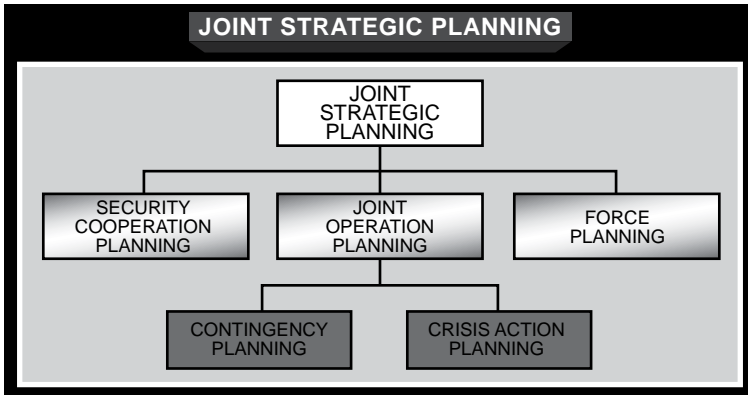 JOINT STRATEGIC PLANNING
JOINT
STRATEGIC
PLANNING
SECURITY
COOPERATION
PLANNING
JOINT
OPERATION
PLANNING
FORCE
PLANNING
CONTINGENCY
PLANNING
CRISIS ACTION
PLANNING